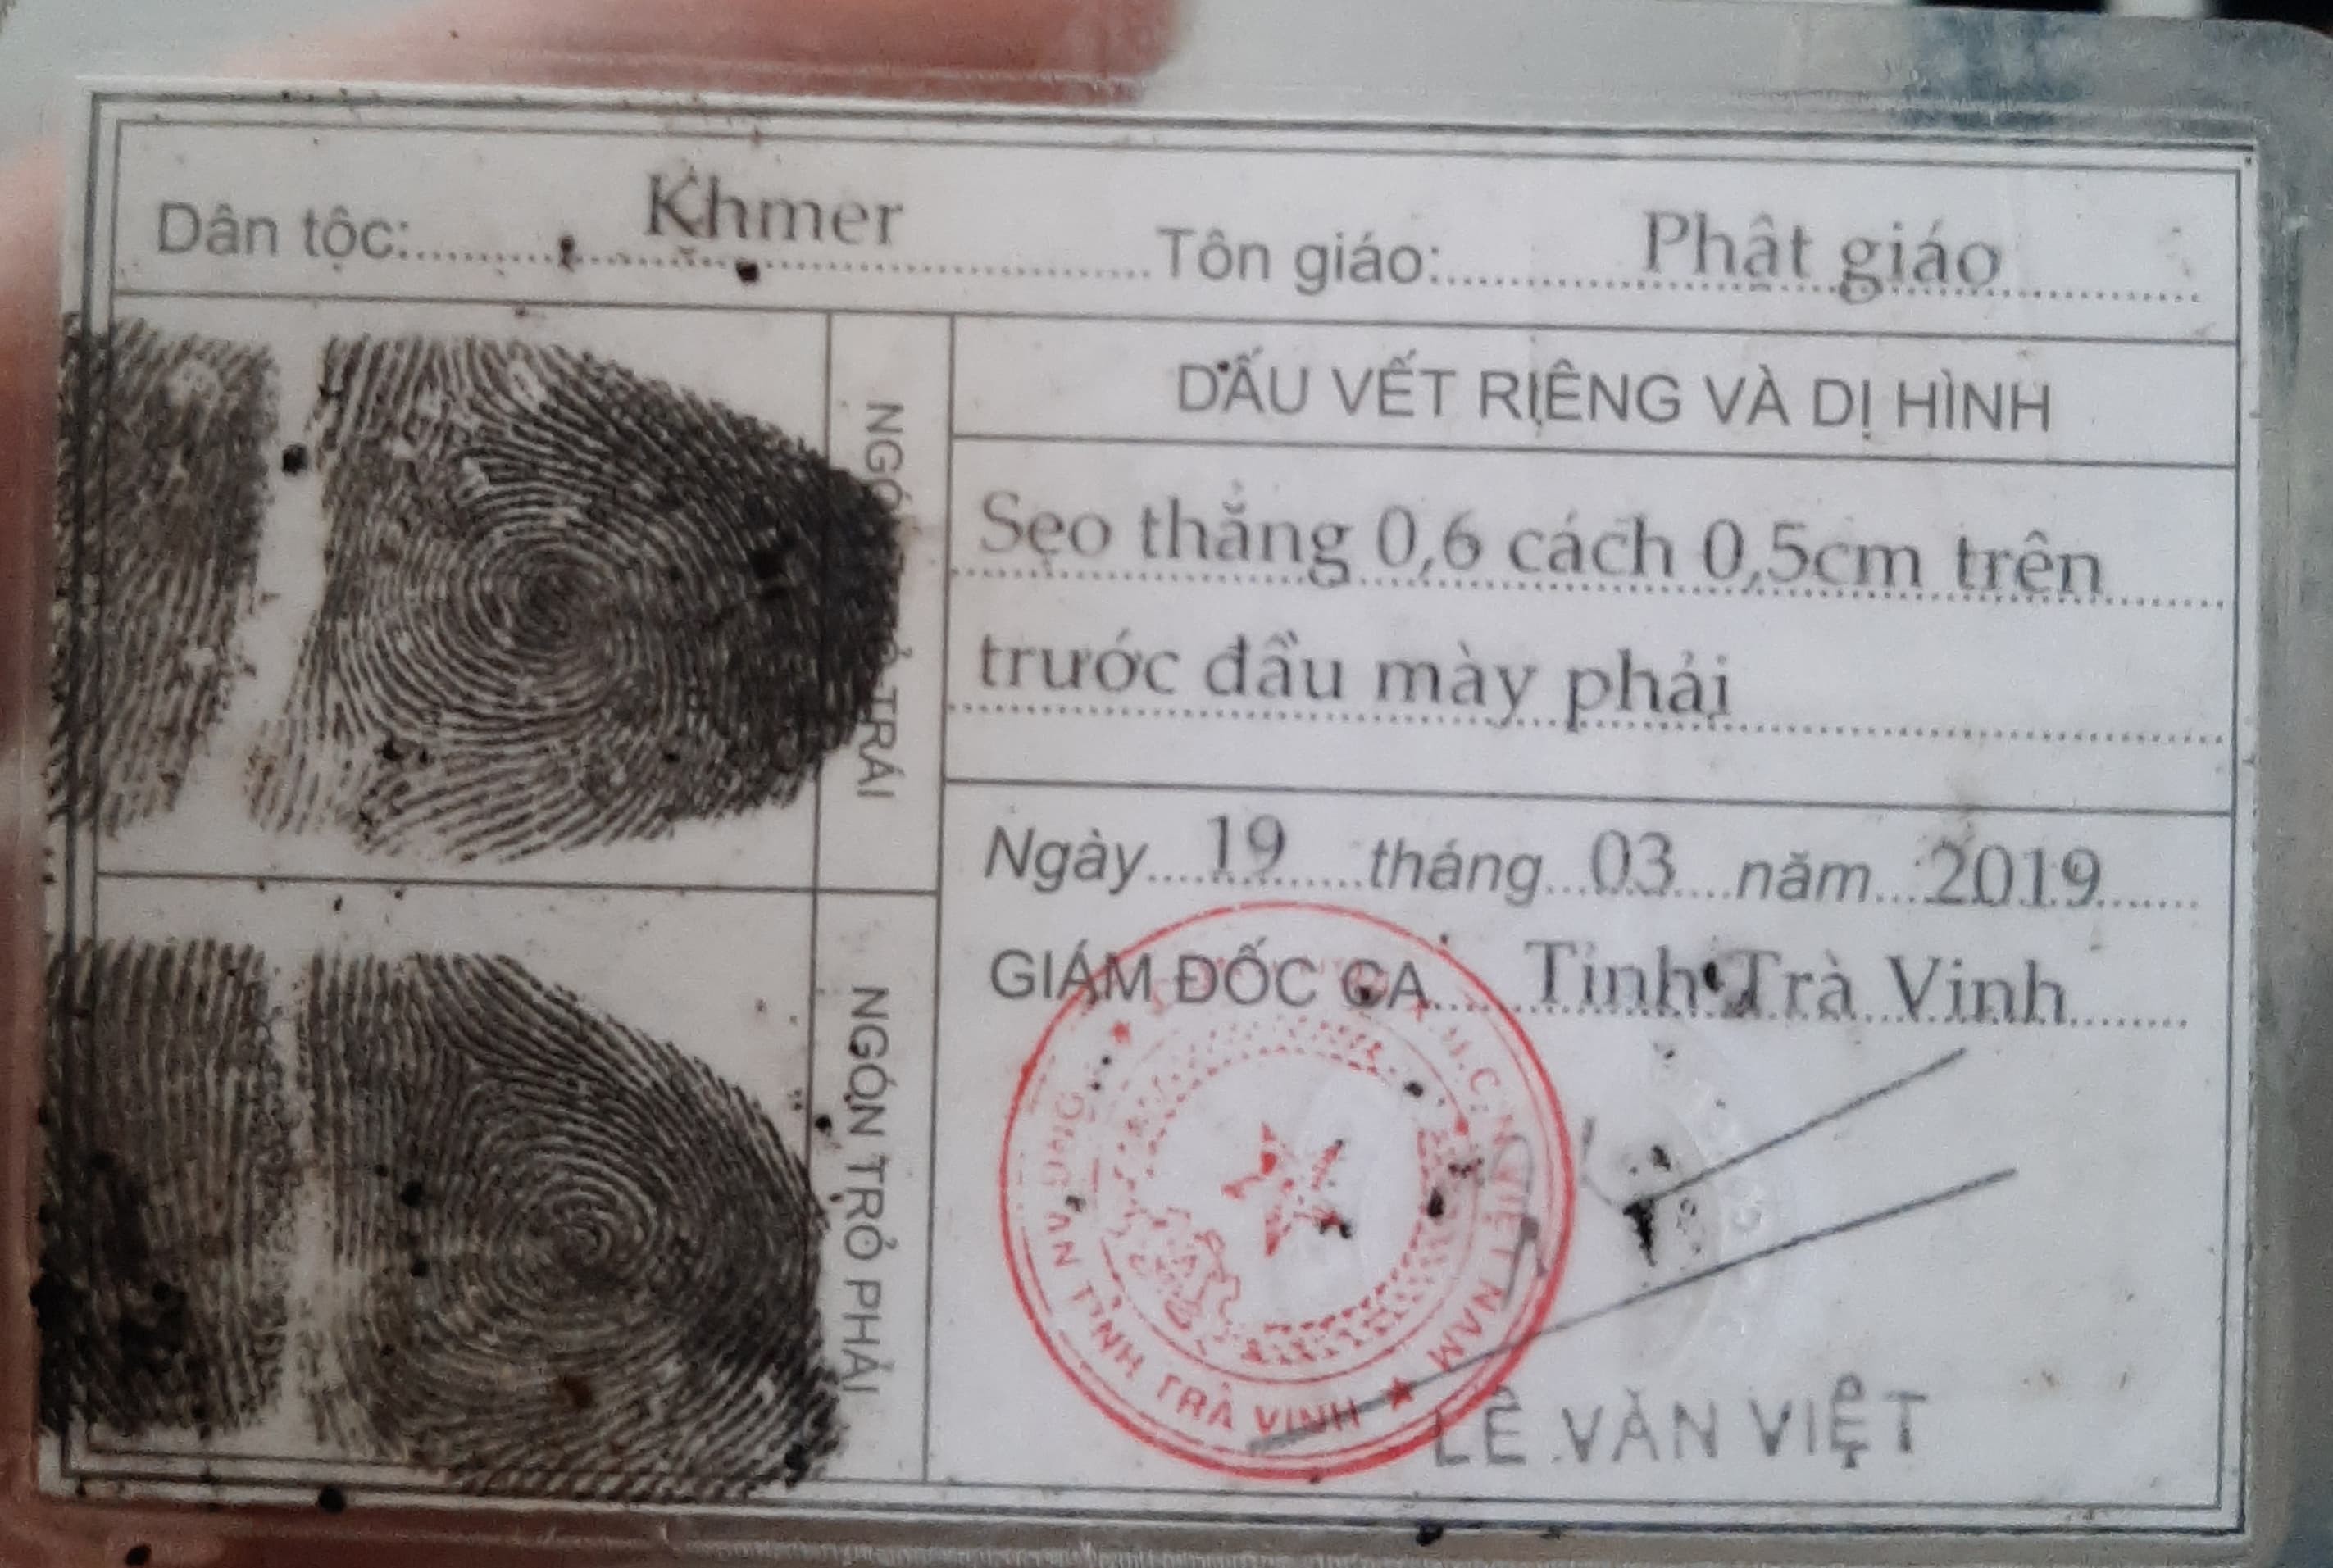 Dân tộc: Khmer Tôn giáo: Phật giáo
DẤU VẾT RIÊNG VÀ DỊ HÌNH
Sẹo thẳng 0,6 cách 0,5cm trên
trước đầu mày phải
Ngày 19 tháng 03 năm 2019
GIÁM ĐỐC CA Tỉnh Trà Vinh
VIỆT NAM
TỈNH TRÀ VINH
LÊ VĂN VIỆT
TRÁI
NGÓN TRỎ PHẢI